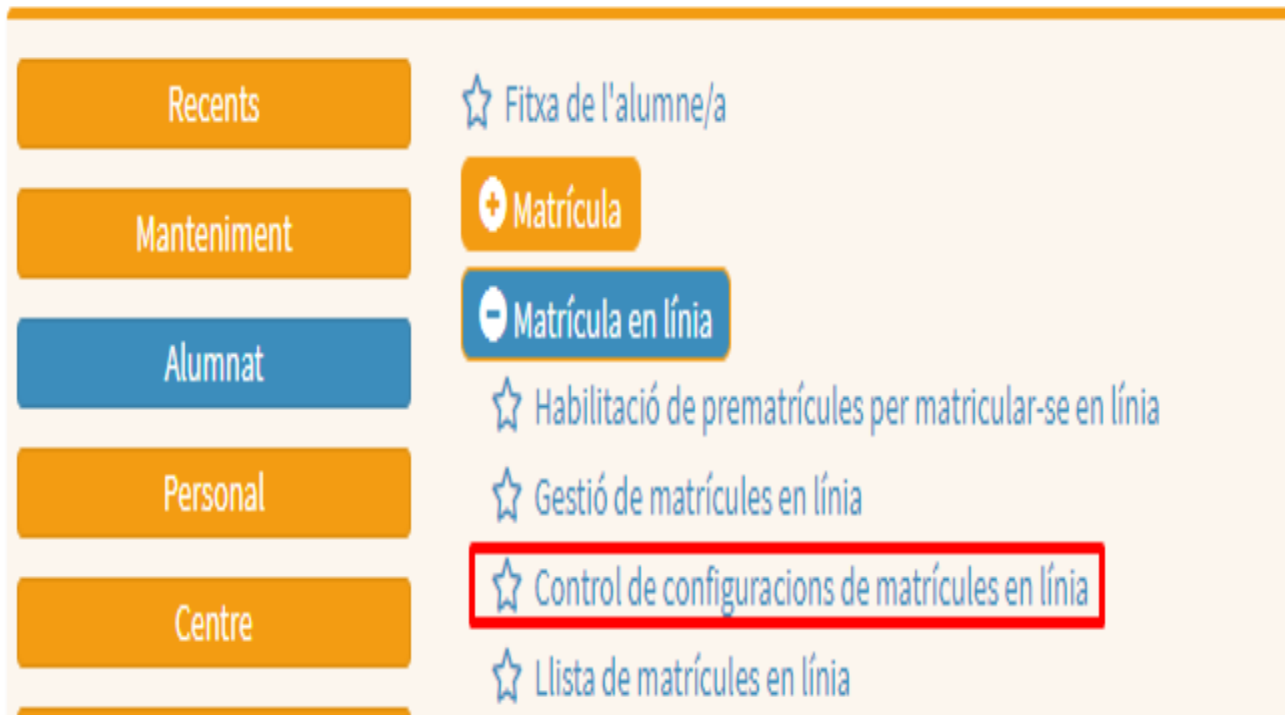 Recents
Manteniment
Alumnat
Personal
Centre
Fitxa de l'alumne/a
Matrícula
Matrícula en línia
Habilitació de prematrícules per matricular-se en línia
Gestió de matrícules en línia
Control de configuracions de matrícules en línia
Llista de matrícules en línia